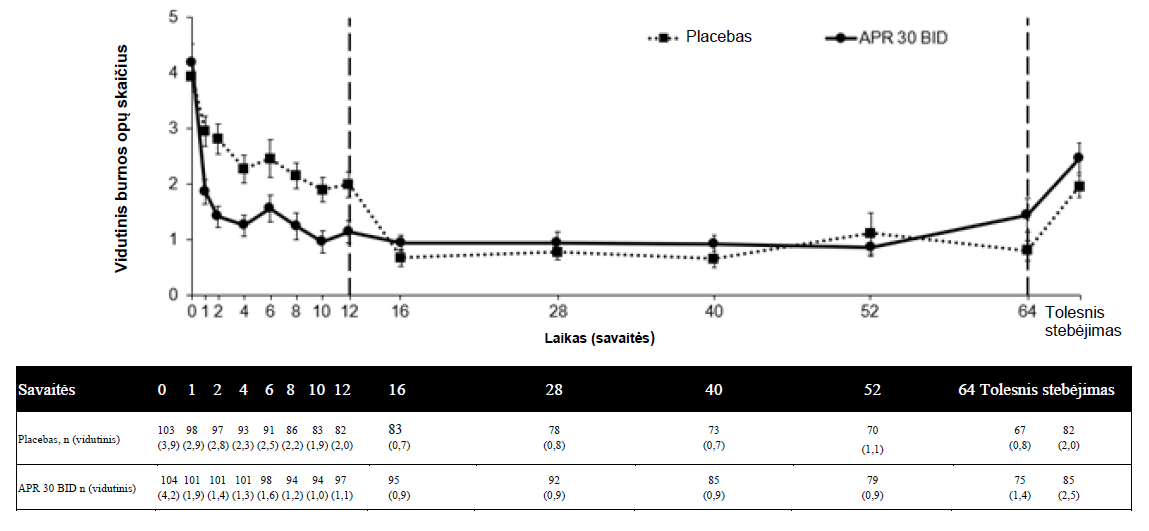 Placebas
APR 30 BID
Vidutinis burnos opų skaičius
5
4
3
2
1
0
0 1 2 4 6 8 10 12 16 28 40 52 64 Tolesnis
stebėjimas
Laikas (savaitės)
Savaitės 0 1 2 4 6 8 10 12 16 28 40 52 64 Tolesnis stebėjimas
Placebas, n (vidutinis) 103 98 97 93 91 86 83 82 83 78 73 70 67 82
(3,9) (2,9) (2,8) (2,3) (2,5) (2,2) (1,9) (2,0) (0,7) (0,8) (0,7) (1,1) (0,8) (2,0)
APR 30 BID n (vidutinis) 104 101 101 101 98 94 94 97 95 92 85 79 75 85
(4,2) (1,9) (1,4) (1,3) (1,6) (1,2) (1,0) (1,1) (0,9) (0,9) (0,9) (0,9) (1,4) (2,5)